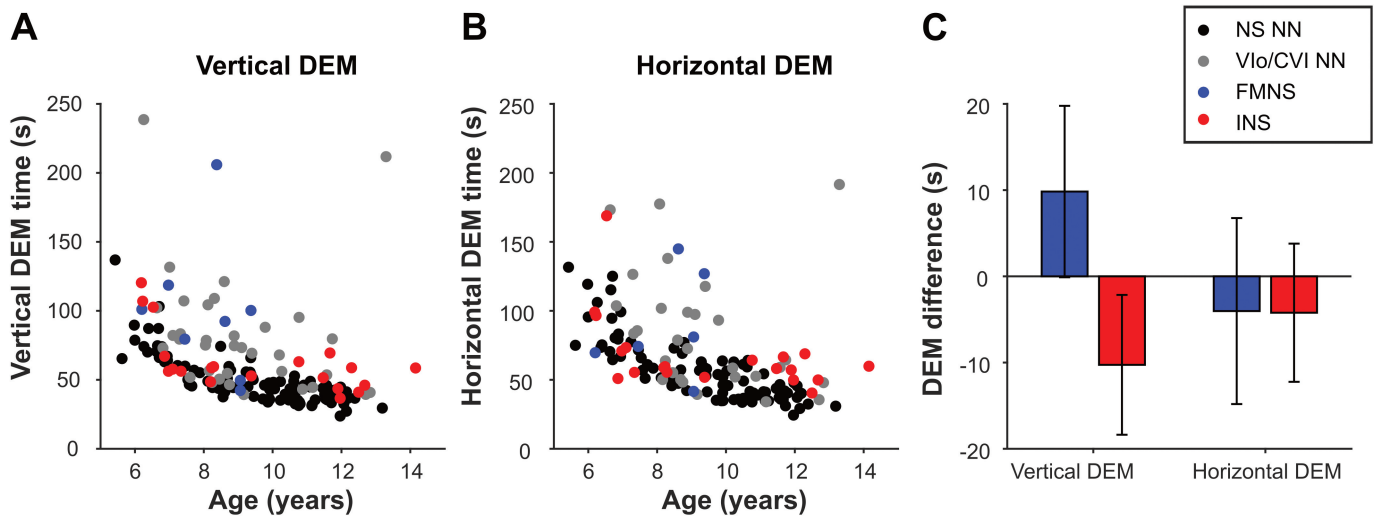 A
Vertical DEM
Vertical DEM time (s)
250
200
150
100
50
0
6 8 10 12 14
Age (years)
B
Horizontal DEM
Horizontal DEM time (s)
250
200
150
100
50
0
6 8 10 12 14
Age (years)
C
NS NN
VIo/CVI NN
FMNS
INS
DEM difference (s)
20
10
0
-10
-20
Vertical DEM Horizontal DEM